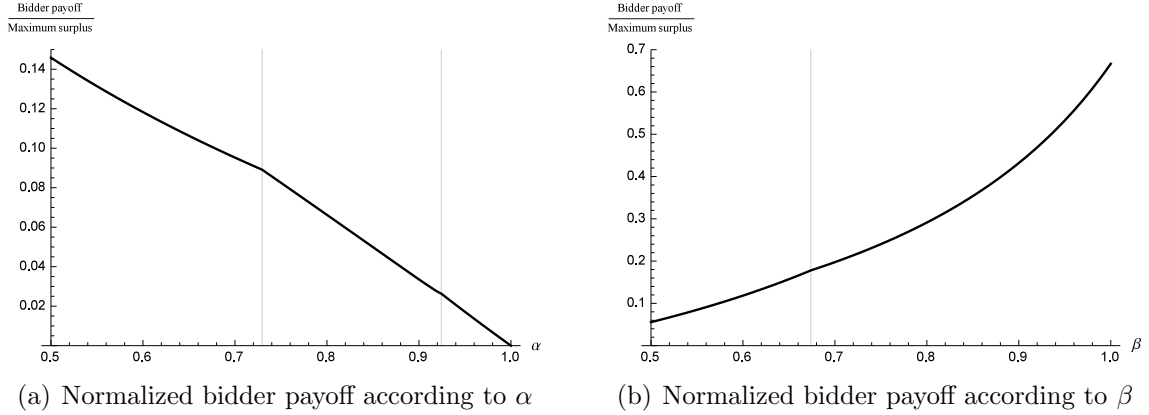 Bidder payoff
Maximum surplus
0.14
0.12
0.10
0.08
0.06
0.04
0.02
0.5 0.6 0.7 0.8 0.9 1.0 α
(a) Normalized bidder payoff according to α
Bidder payoff
Maximum surplus
0.7
0.6
0.5
0.4
0.3
0.2
0.1
0.5 0.6 0.7 0.8 0.9 1.0 β
(b) Normalized bidder payoff according to β